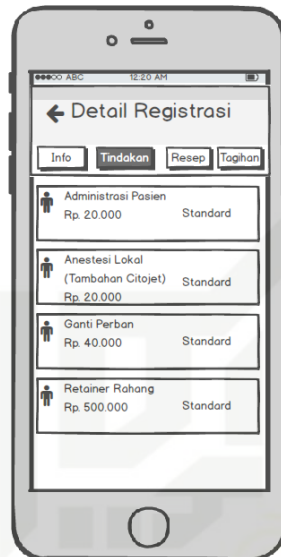 ABC 12:20 AM
Detail Registrasi
Info Tindakan Resep Tagihan
Administrasi Pasien
Rp. 20.000 Standard
Anestesi Lokal
(Tambahan Citojet) Standard
Rp. 20.000
Ganti Perban
Rp. 40.000 Standard
Retainer Rahang
Rp. 500.000 Standard